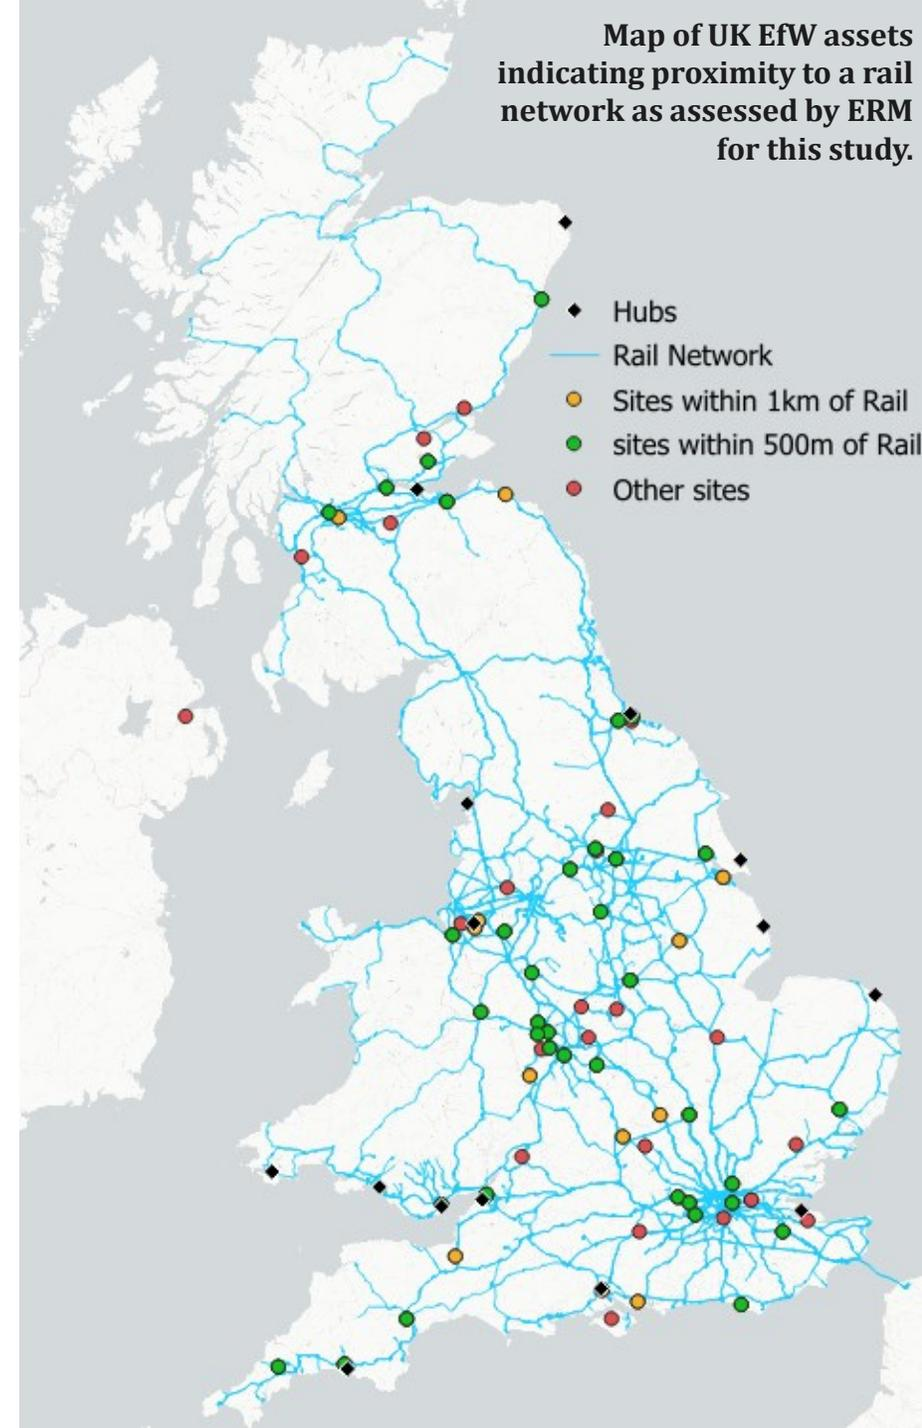 Map of UK EfW assets
indicating proximity to a rail
network as assessed by ERM
for this study.
Hubs
Rail Network
Sites within 1km of Rail
sites within 500m of Rail
Other sites